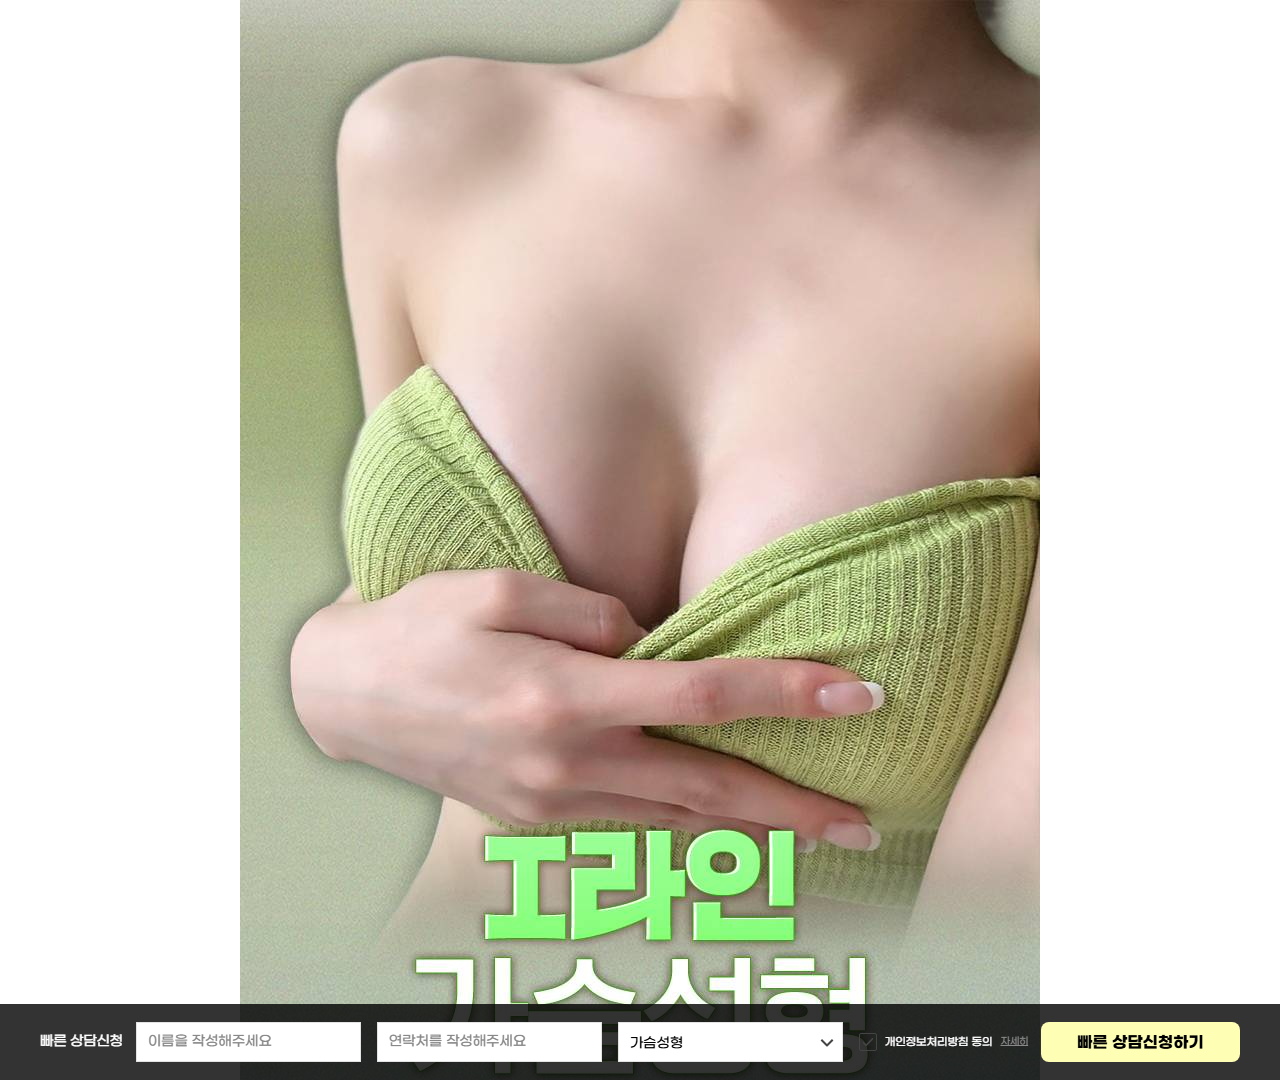 I라인
가슴성형
빠른 상담신청
이름을 작성해주세요
연락처를 작성해주세요
가슴성형
개인경보처리방침 동의
자세히
빠른 상담신청하기